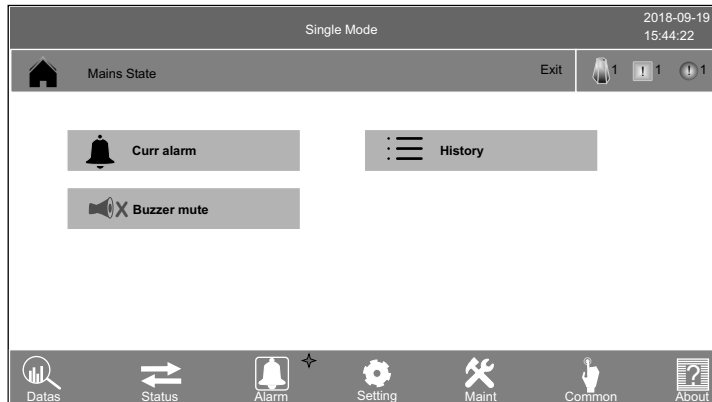 Single Mode
2018-09-19
15:44:22
Mains State
Exit
1
! 1
! 1
Curr alarm
History
Buzzer mute
Datas
Status
Alarm
Setting
Maint
Common
? About